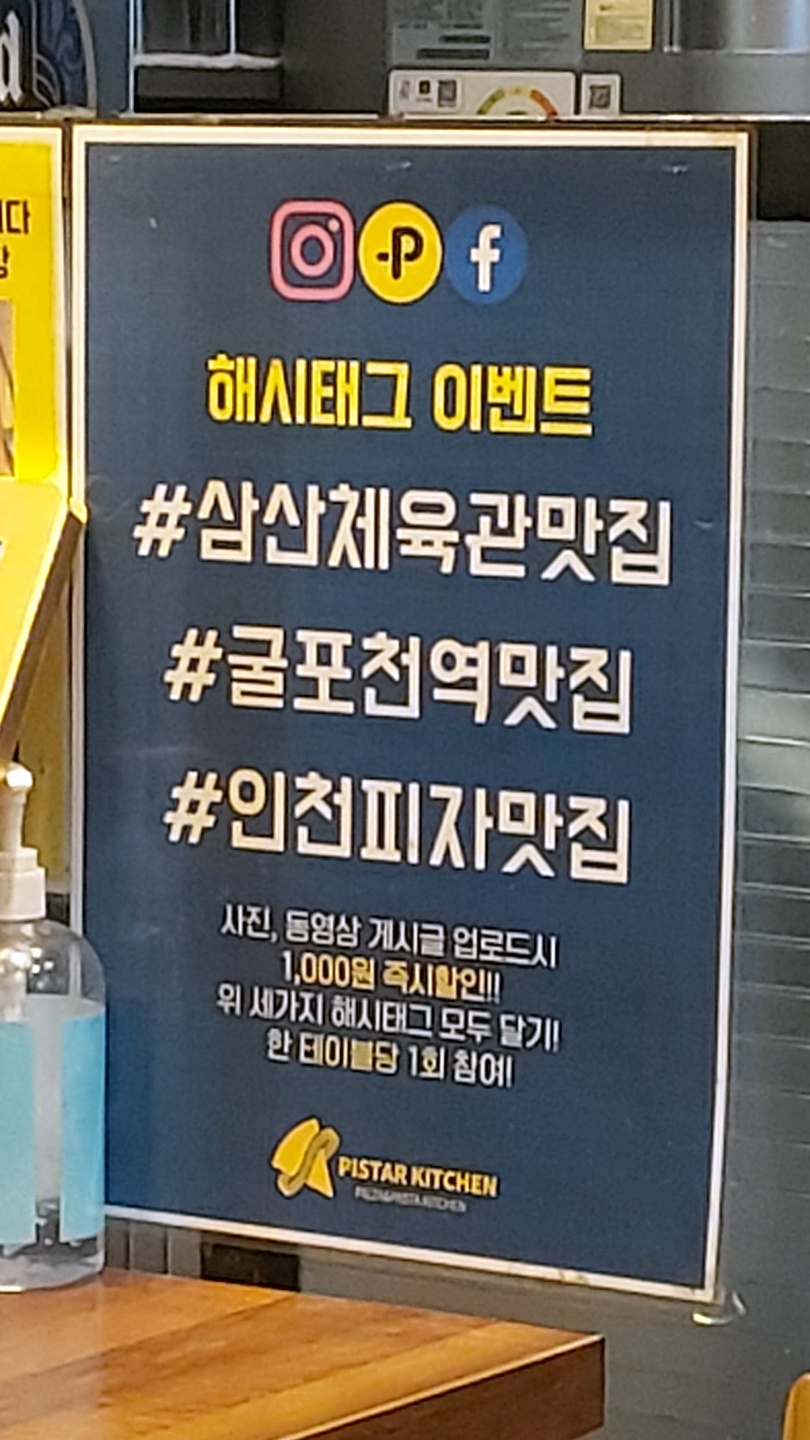 해시태그 이벤트
#삼산체육관맛집
#굴포천역맛집
#인천피자맛집
사진, 동영상 게시글 업로드시
1,000원 즉시할인!!
위 세가지 해시태그 모두 달기!
한 테이블당 1회 참여!
PISTAR KITCHEN